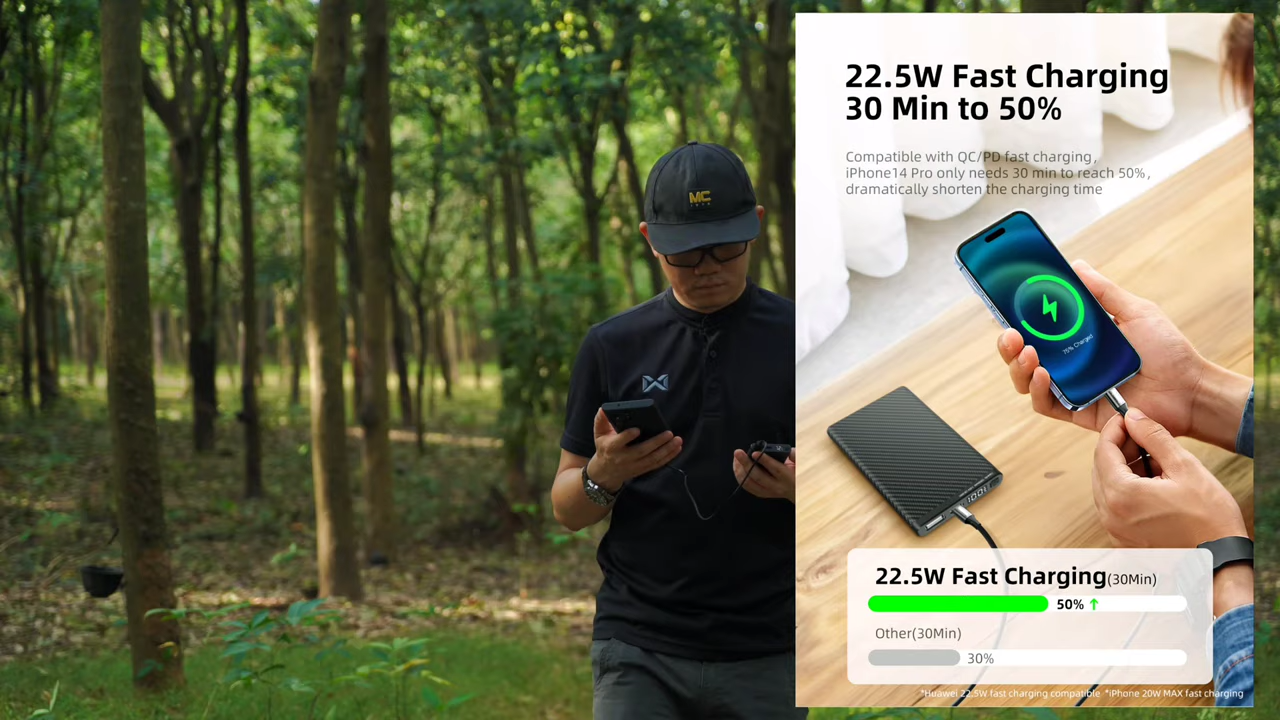 MC
22.5W Fast Charging
30 Min to 50%
Compatible with QC/PD fast charging,
iPhone14 Pro only needs 30 min to reach 50%,
dramatically shorten the charging time
75% Charged
22.5W Fast Charging(30Min)
50%
Other(30Min)
30%
*Huawei 22.5W fast charging compatible *iPhone 20W MAX fast charging